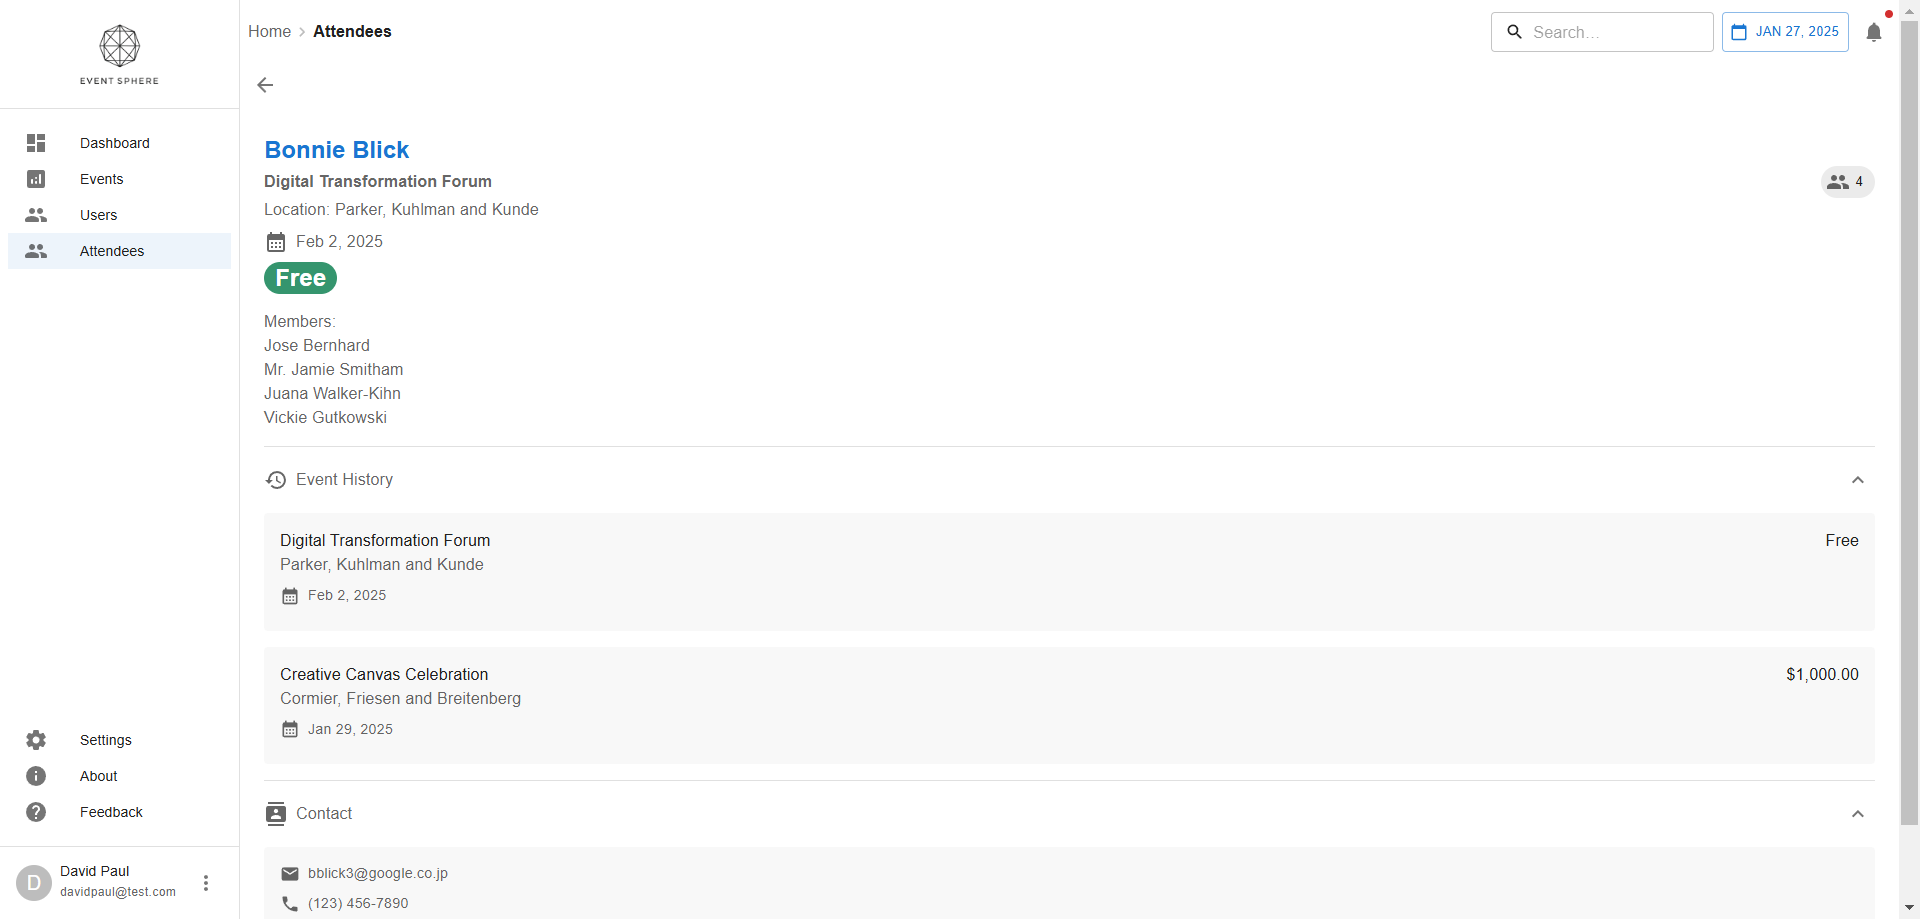 EVENT SPHERE
Dashboard
Events
Users
Attendees
Settings
About
Feedback
D
David Paul
davidpaul@test.com
Home > Attendees
Search...
JAN 27, 2025
Bonnie Blick
Digital Transformation Forum
4
Location: Parker, Kuhlman and Kunde
Feb 2, 2025
Free
Members:
Jose Bernhard
Mr. Jamie Smitham
Juana Walker-Kihn
Vickie Gutkowski
Event History
Digital Transformation Forum
Free
Parker, Kuhlman and Kunde
Feb 2, 2025
Creative Canvas Celebration
$1,000.00
Cormier, Friesen and Breitenberg
Jan 29, 2025
Contact
bblick3@google.co.jp
(123) 456-7890